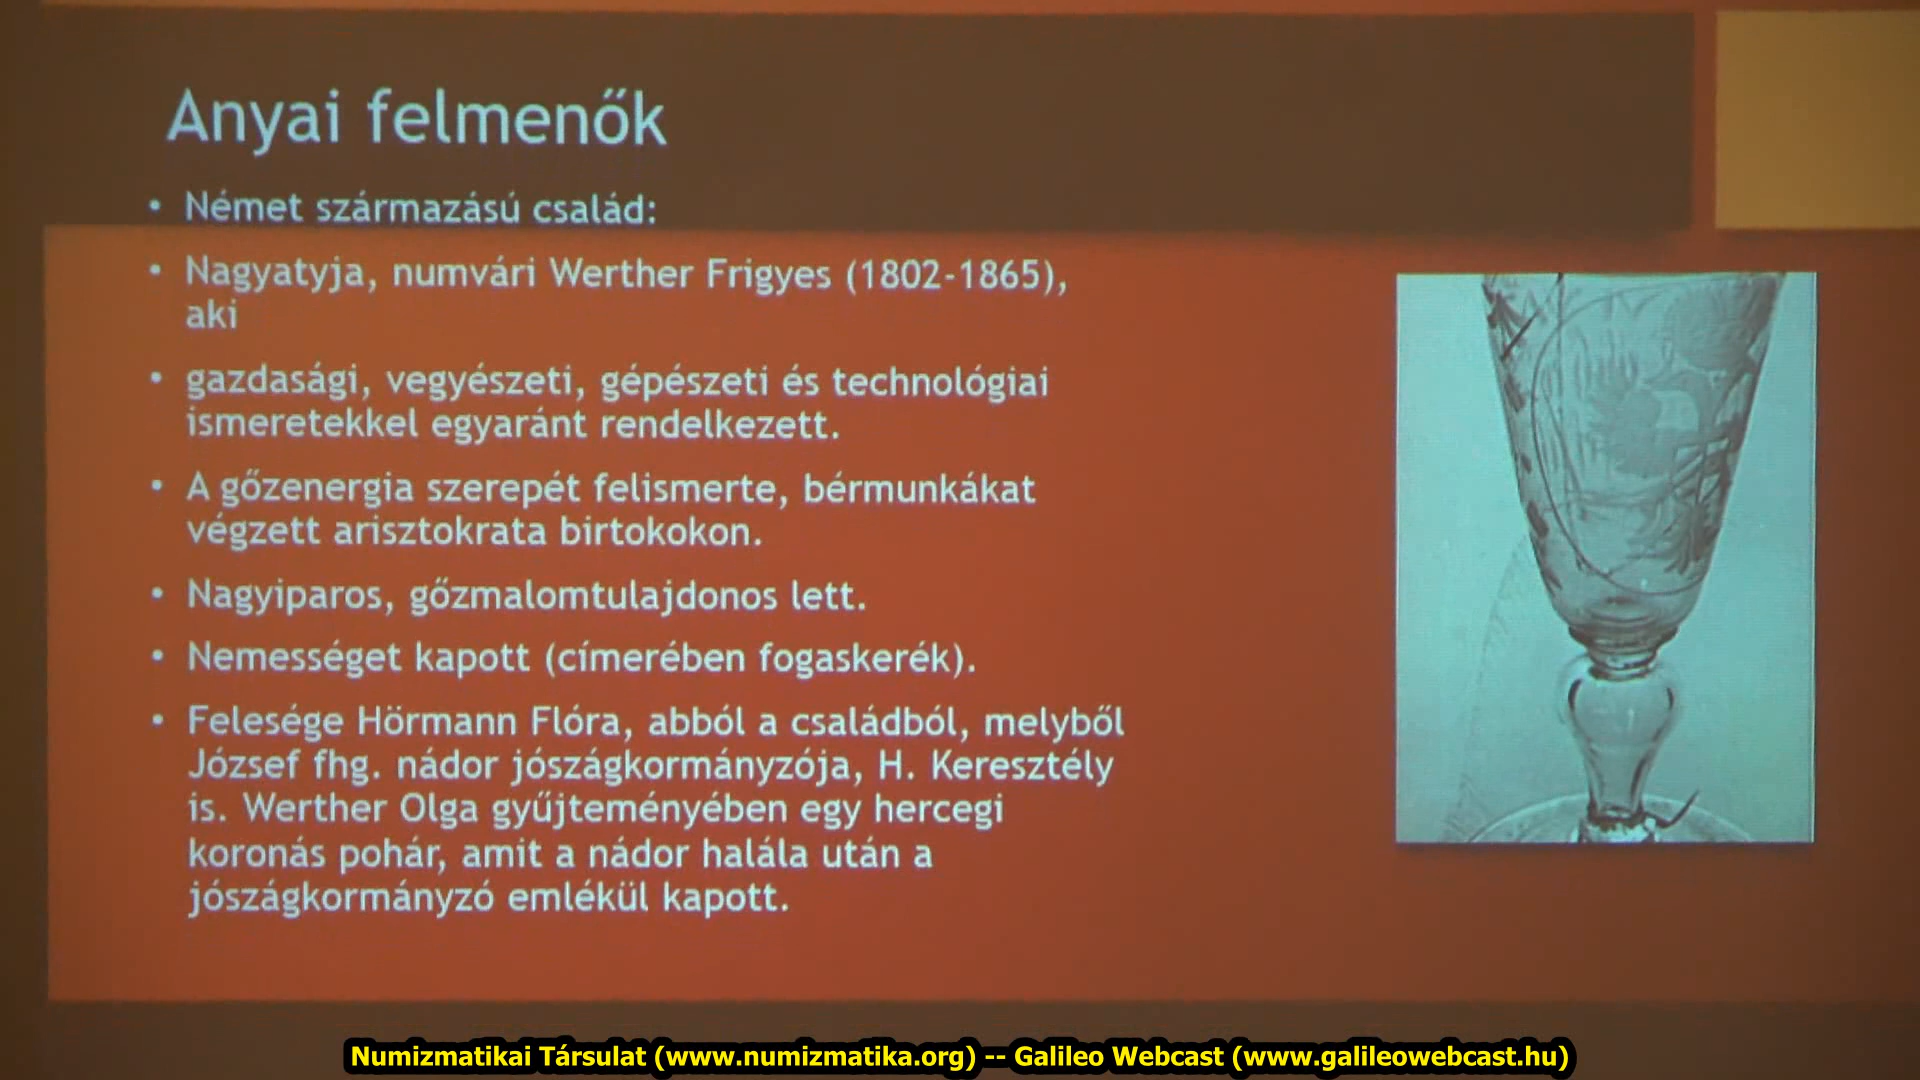 Anyai felmenők
• Német származású család:
• Nagyatyja, numvári Werther Frigyes (1802-1865),
aki
• gazdasági, vegyészeti, gépészeti és technológiai
ismeretekkel egyaránt rendelkezett.
• A gőzenergia szerepét felismerte, bérmunkákat
végzett arisztokrata birtokokon.
• Nagyiparos, gőzmalomtulajdonos lett.
• Nemességet kapott (címerében fogaskerék).
• Felesége Hörmann Flóra, abból a családból, melyből
József fhg. nádor jószágkormányzója, H. Keresztély
is. Werther Olga gyűjteményében egy hercegi
koronás pohár, amit a nádor halála után a
jószágkormányzó emlékül kapott.
Numizmatikai Társulat (www.numizmatika.org) -- Galileo Webcast (www.galileowebcast.hu)